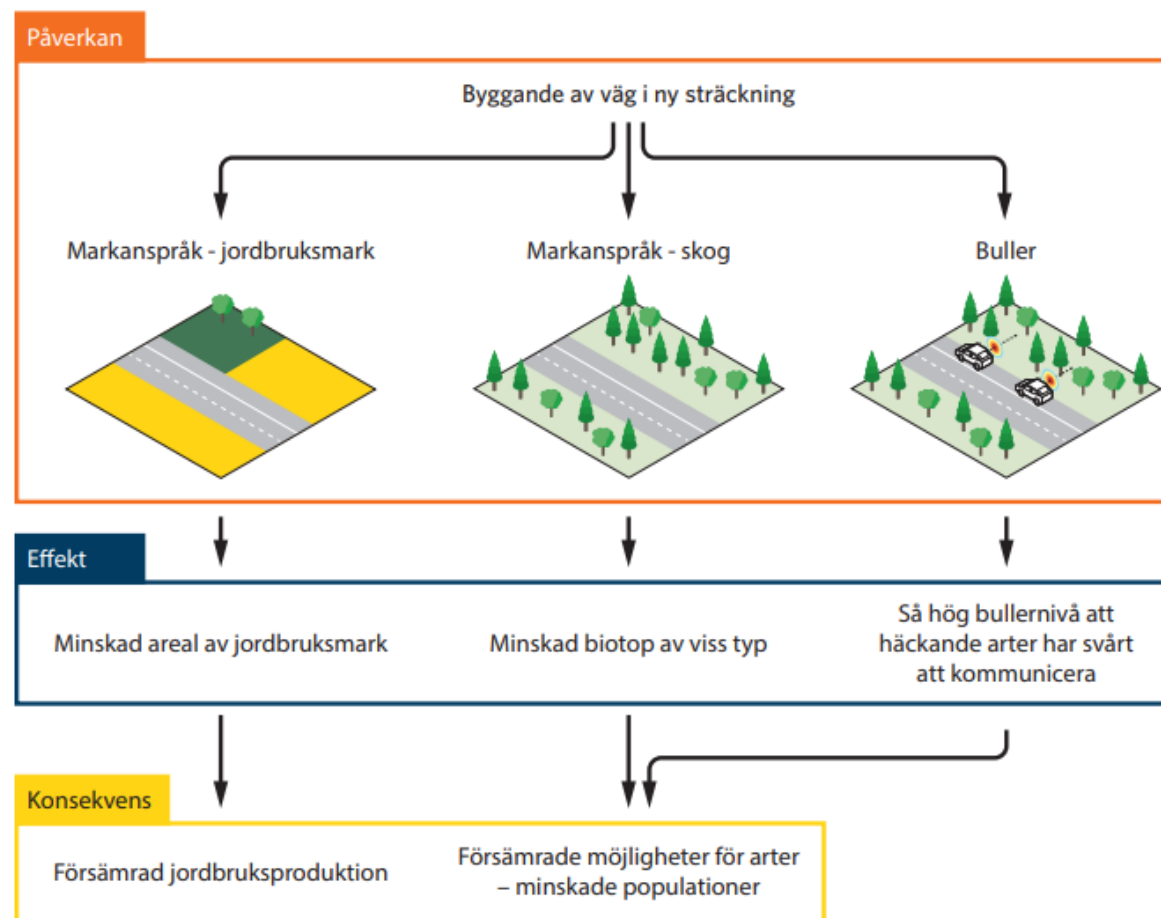 Påverkan
Byggande av väg i ny sträckning
Markanspråk - jordbruksmark
Markanspråk - skog
Buller
Effekt
Minskad areal av jordbruksmark
Minskad biotop av viss typ
Så hög bullernivå att
häckande arter har svårt
att kommunicera
Konsekvens
Försämrad jordbruksproduktion
Försämrade möjligheter för arter
– minskade populationer